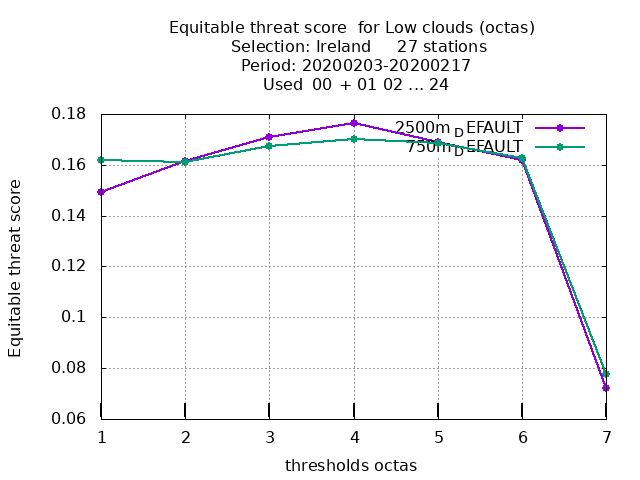 Equitable threat score  for Low clouds (octas)
Selection: Ireland     27 stations
Period: 20200203-20200217
Used  00 + 01 02 ... 24
0.18
2500m_DEFAULT
750m_DEFAULT
0.16
0.14
0.12
0.1
0.08
0.06
Equitable threat score
1 2 3 4 5 6 7
thresholds octas